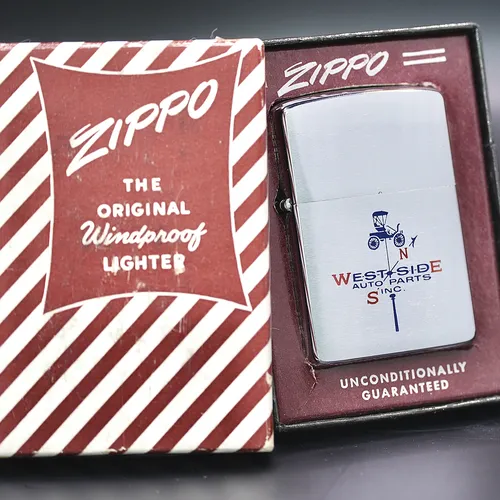 ZIPPO
THE
ORIGINAL
Windproof
LIGHTER
ZIPPO
N
WEST SIDE
AUTO PARTS
S INC.
UNCONDITIONALLY
GUARANTEED